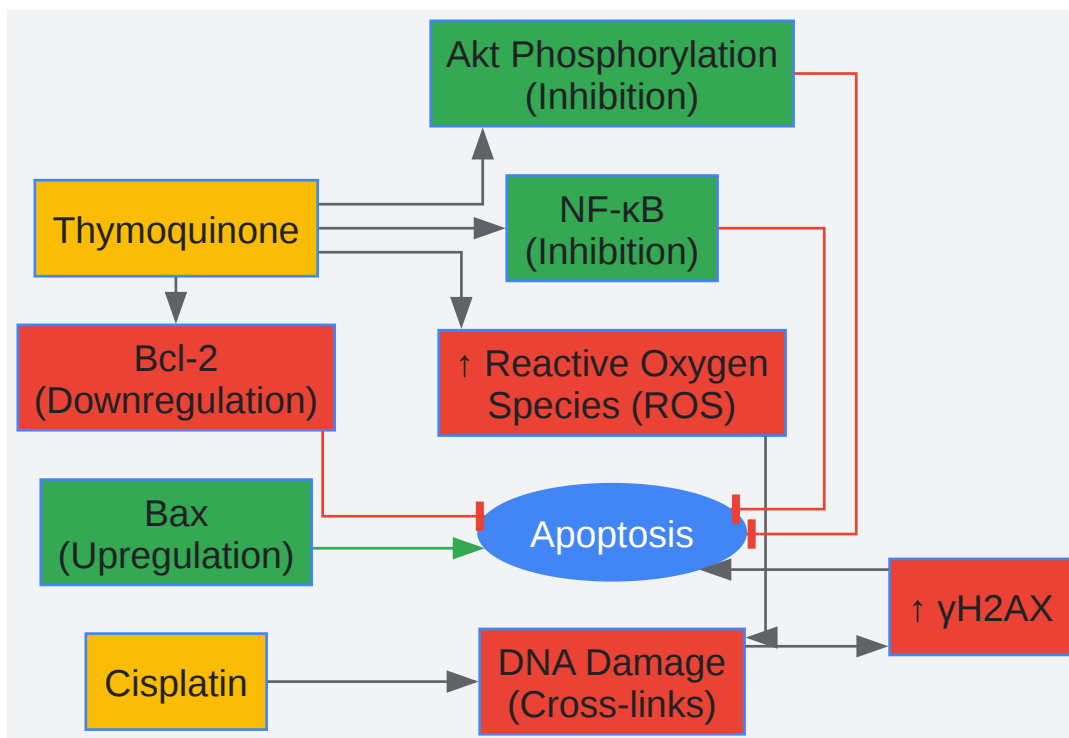 Akt Phosphorylation
(Inhibition)
Thymoquinone
NF-κB
(Inhibition)
Bcl-2
(Downregulation)
↑ Reactive Oxygen
Species (ROS)
Bax
(Upregulation)
Apoptosis
↑ γH2AX
Cisplatin
DNA Damage
(Cross-links)